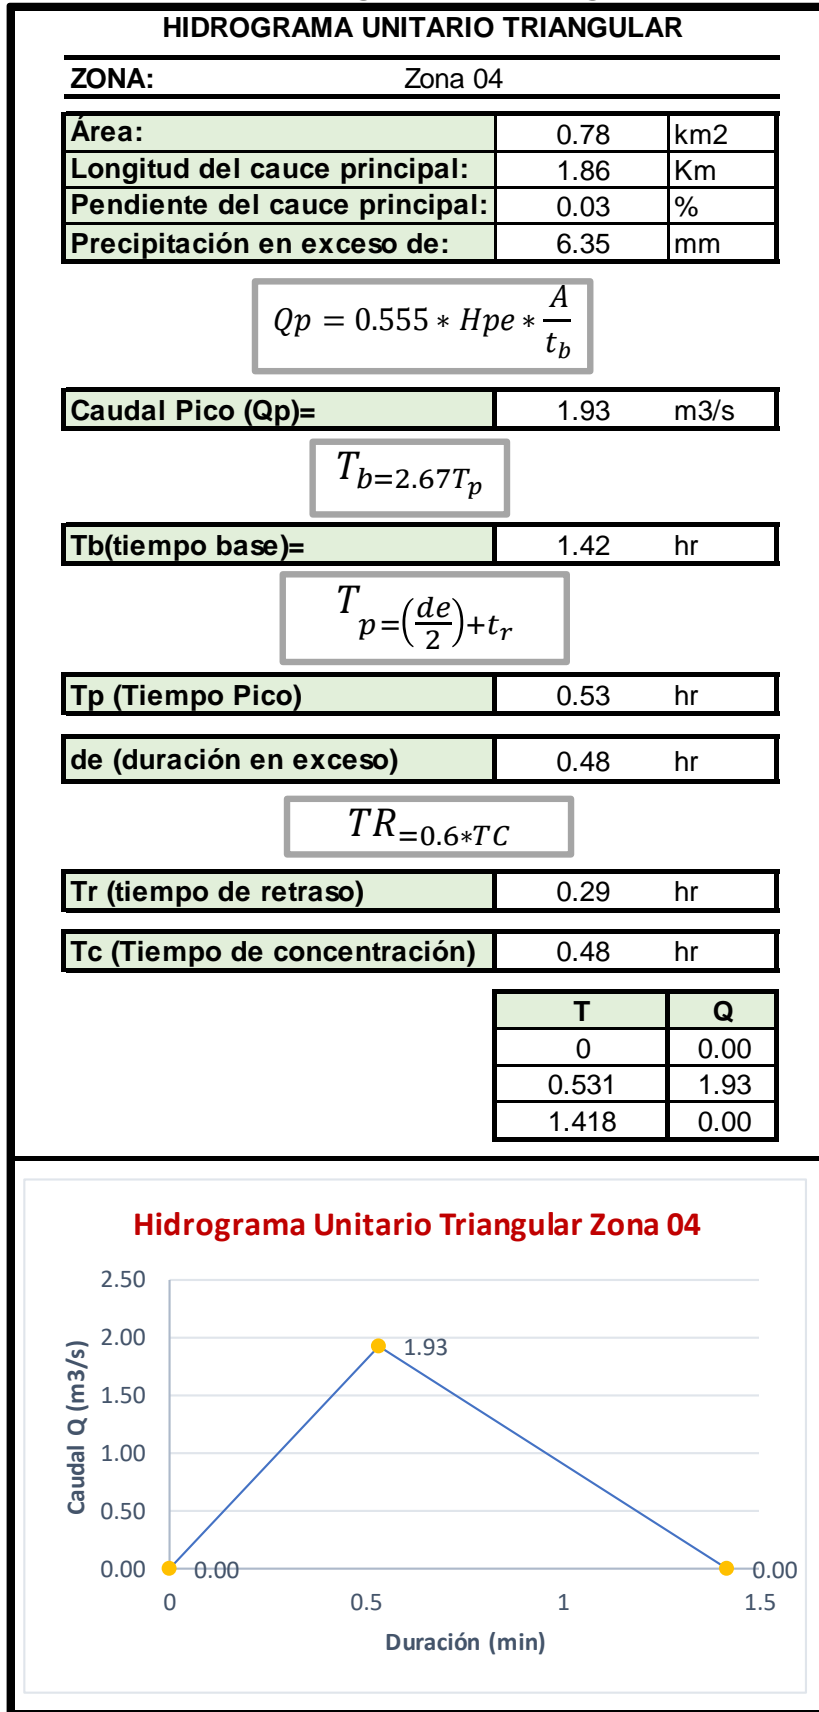 HIDROGRAMA UNITARIO TRIANGULAR
ZONA: Zona 04
Área: 0.78 km2
Longitud del cauce principal: 1.86 Km
Pendiente del cauce principal: 0.03 %
Precipitación en exceso de: 6.35 mm
Qp = 0.555 ∗ Hpe ∗ A/t_b
Caudal Pico (Qp)= 1.93 m3/s
T_b=2.67T_p
Tb(tiempo base)= 1.42 hr
T_p=(de/2)+t_r
Tp (Tiempo Pico) 0.53 hr
de (duración en exceso) 0.48 hr
TR=0.6∗TC
Tr (tiempo de retraso) 0.29 hr
Tc (Tiempo de concentración) 0.48 hr
T Q
0 0.00
0.531 1.93
1.418 0.00
Hidrograma Unitario Triangular Zona 04
Caudal Q (m3/s)
2.50
2.00
1.93
1.50
1.00
0.50
0.00 0.00 0.00
0 0.5 1 1.5
Duración (min)